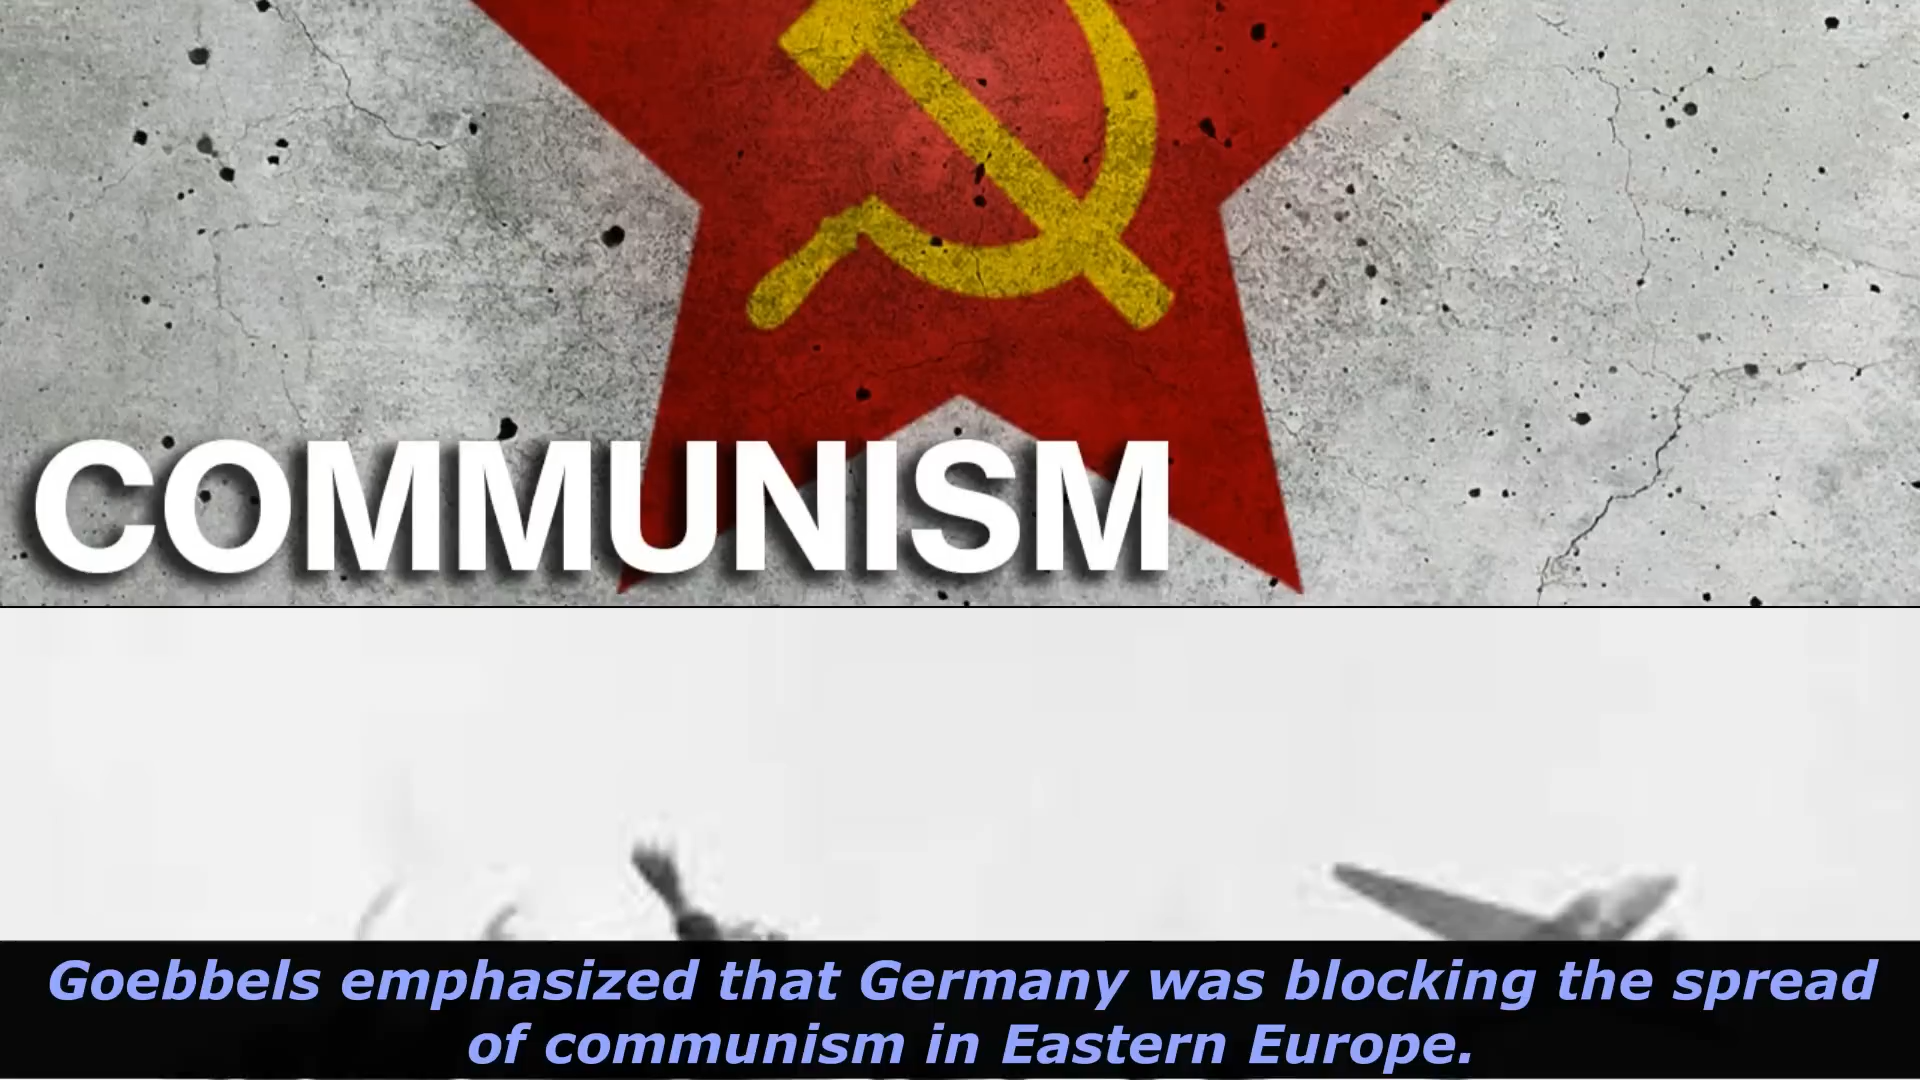 COMMUNISM
Goebbels emphasized that Germany was blocking the spread
of communism in Eastern Europe.